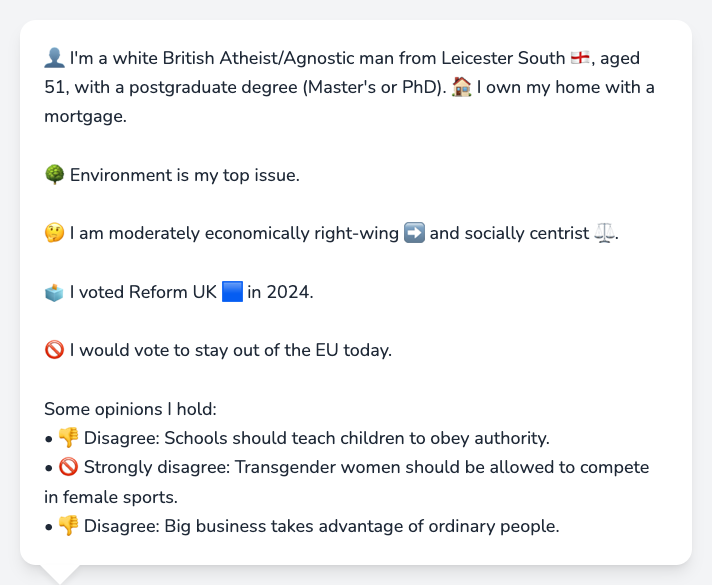 👤 I'm a white British Atheist/Agnostic man from Leicester South 🏴󠁧󠁢󠁥󠁮󠁧󠁿, aged
51, with a postgraduate degree (Master's or PhD). 🏠 I own my home with a
mortgage.
🌳 Environment is my top issue.
🤔 I am moderately economically right-wing ➡️ and socially centrist ⚖️.
🗳️ I voted Reform UK 🟦 in 2024.
🚫 I would vote to stay out of the EU today.
Some opinions I hold:
• 👎 Disagree: Schools should teach children to obey authority.
• 🚫 Strongly disagree: Transgender women should be allowed to compete
in female sports.
• 👎 Disagree: Big business takes advantage of ordinary people.